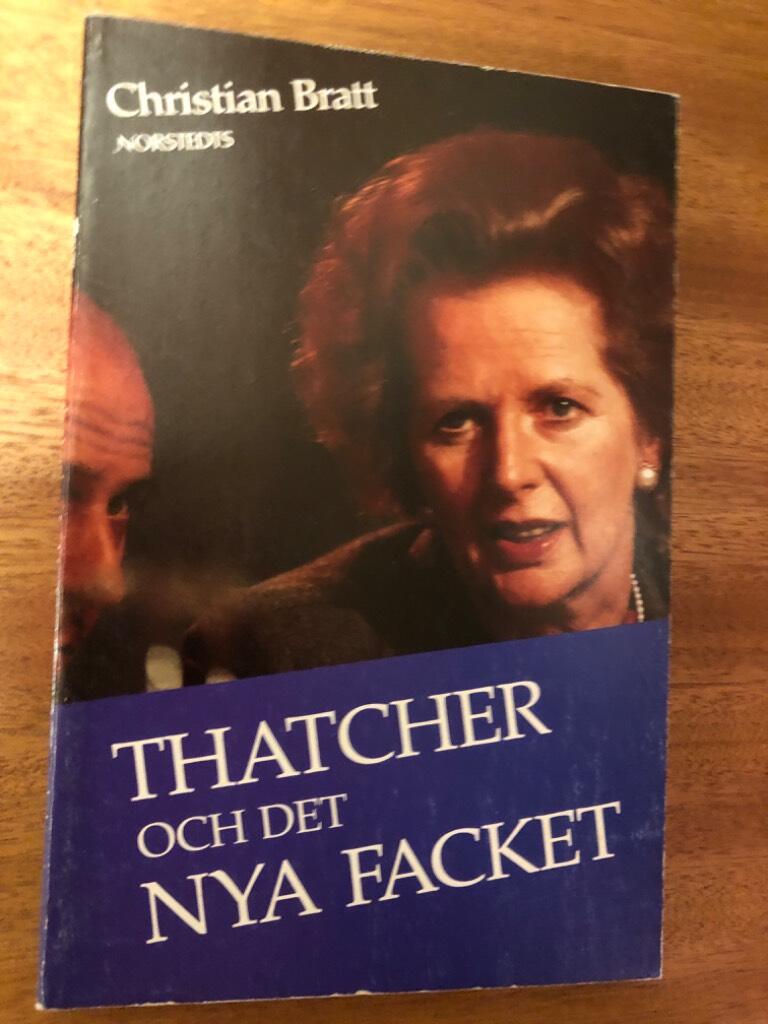 Christian Bratt
NORSTEDTS
THATCHER
OCH DET
NYA FACKET